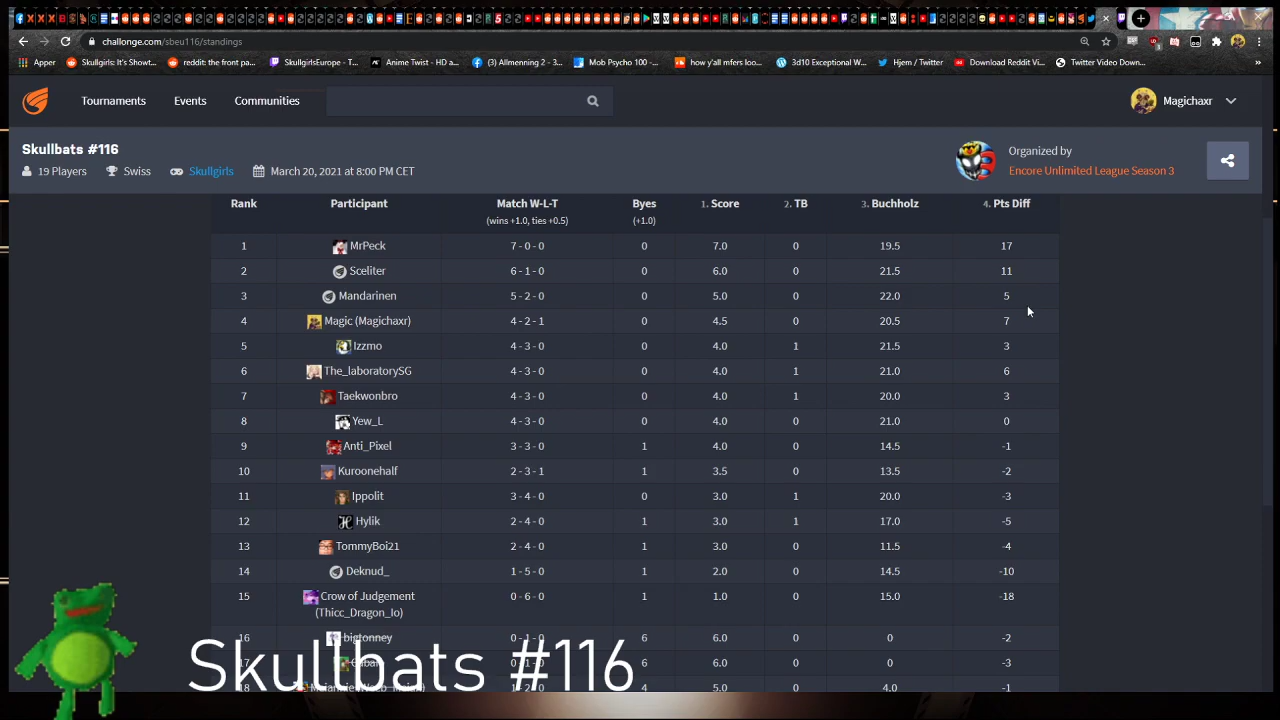 challonge.com/sbeu116/standings
Apper Skullgirls: It's Showt... reddit: the front pa... SkullgirlsEurope - T... Anime Twist - HD a... (3) Allmenning 2 - 3... Mob Psycho 100 -... how y'all mfers loo... 3d10 Exceptional W... Hjem / Twitter Download Reddit Vi... Twitter Video Down... »
Tournaments Events Communities Magichaxr
Skullbats #116
19 Players Swiss Skullgirls March 20, 2021 at 8:00 PM CET
Organized by
Encore Unlimited League Season 3
Rank Participant Match W-L-T Byes 1. Score 2. TB 3. Buchholz 4. Pts Diff
(wins +1.0, ties +0.5) (+1.0)
1 MrPeck 7 - 0 - 0 0 7.0 0 19.5 17
2 Sceliter 6 - 1 - 0 0 6.0 0 21.5 11
3 Mandarinen 5 - 2 - 0 0 5.0 0 22.0 5
4 Magic (Magichaxr) 4 - 2 - 1 0 4.5 0 20.5 7
5 Izzmo 4 - 3 - 0 0 4.0 1 21.5 3
6 The_laboratorySG 4 - 3 - 0 0 4.0 1 21.0 6
7 Taekwonbro 4 - 3 - 0 0 4.0 1 20.0 3
8 Yew_L 4 - 3 - 0 0 4.0 0 21.0 0
9 Anti_Pixel 3 - 3 - 0 1 4.0 0 14.5 -1
10 Kuroonehalf 2 - 3 - 1 1 3.5 0 13.5 -2
11 Ippolit 3 - 4 - 0 0 3.0 1 20.0 -3
12 Hylik 2 - 4 - 0 1 3.0 1 17.0 -5
13 TommyBoi21 2 - 4 - 0 1 3.0 0 11.5 -4
14 Deknud_ 1 - 5 - 0 1 2.0 0 14.5 -10
15 Crow of Judgement (Thicc_Dragon_Io) 0 - 6 - 0 1 1.0 0 15.0 -18
16 bigtonney 0 - 1 - 0 6 6.0 0 0 -2
17 6 6.0 0 0 -3
18 4 5.0 0 4.0 -1
Skullbats #116